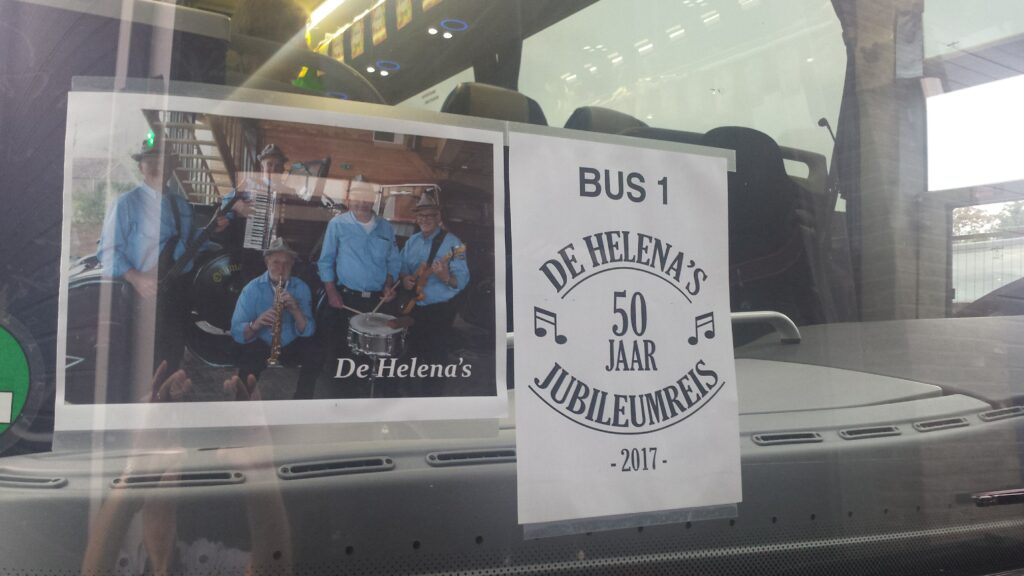 De Helena's
BUS 1
DE HELENA'S
50
JAAR
JUBILEUMREIS
- 2017 -